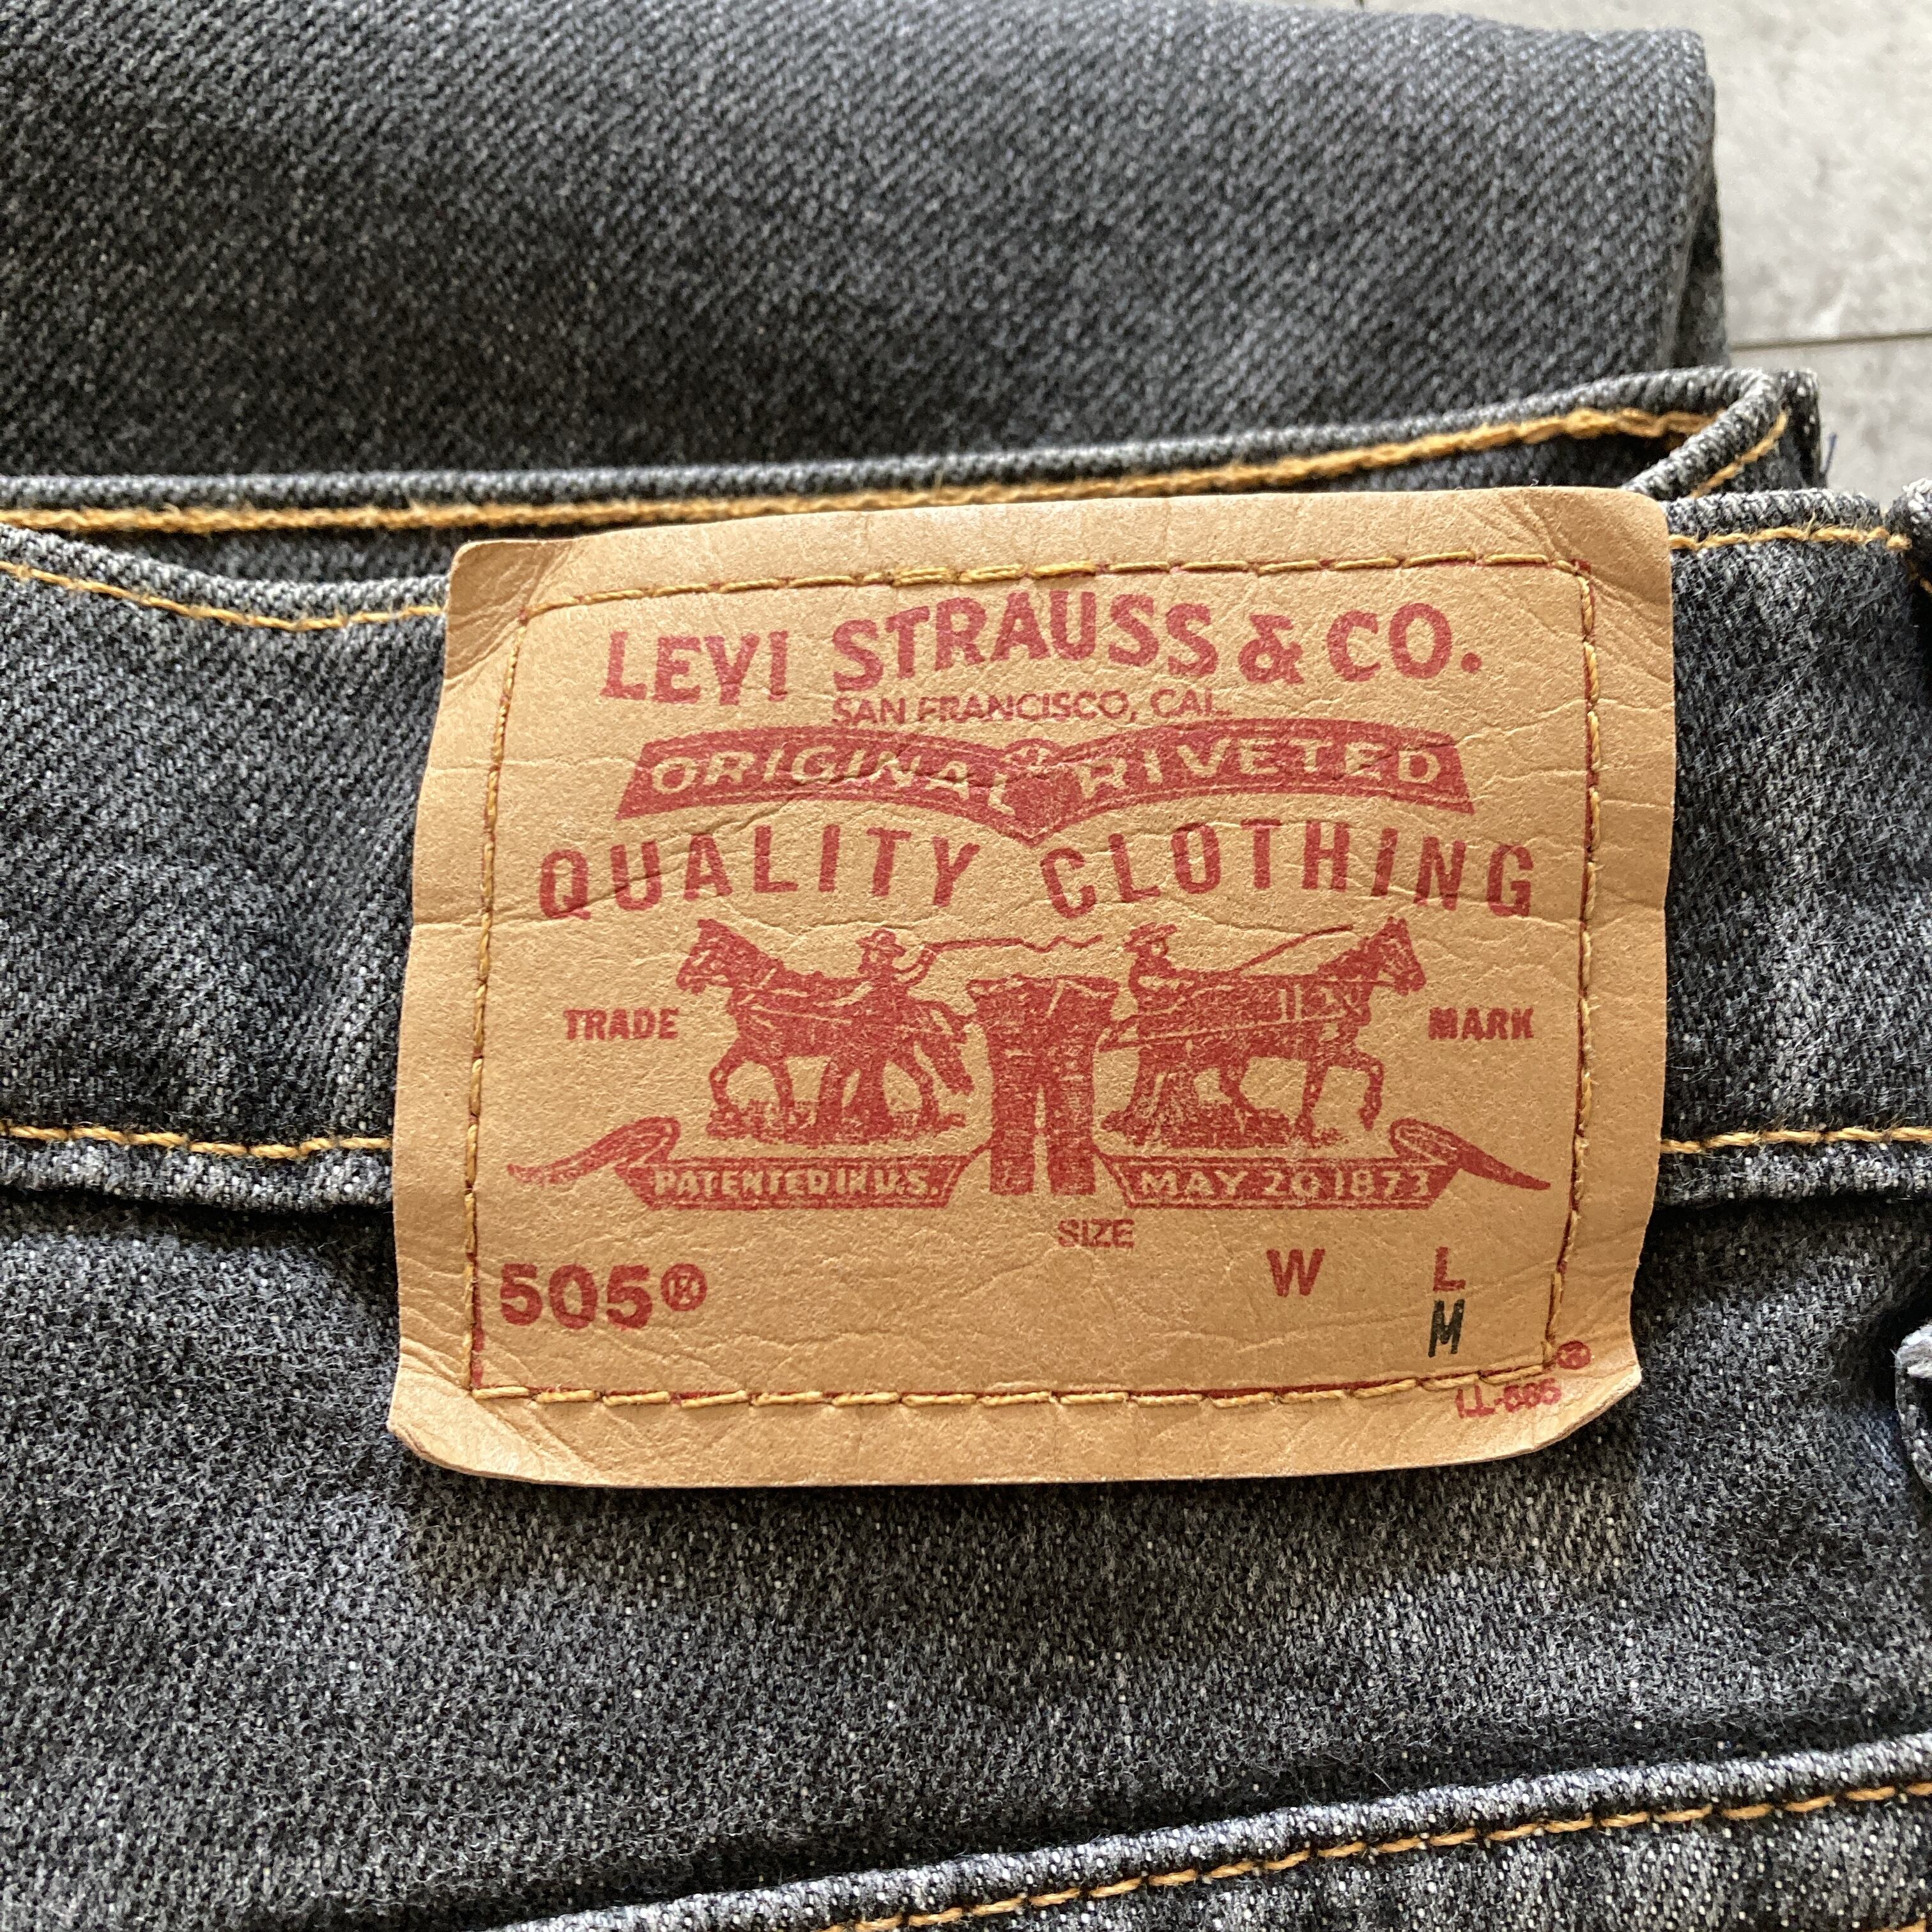 LEVI STRAUSS & CO.
SAN FRANCISCO, CAL.
ORIGINAL RIVETED
QUALITY CLOTHING
TRADE MARK
PATENTED IN U.S. MAY 20 1873
SIZE
505® W L
M
®